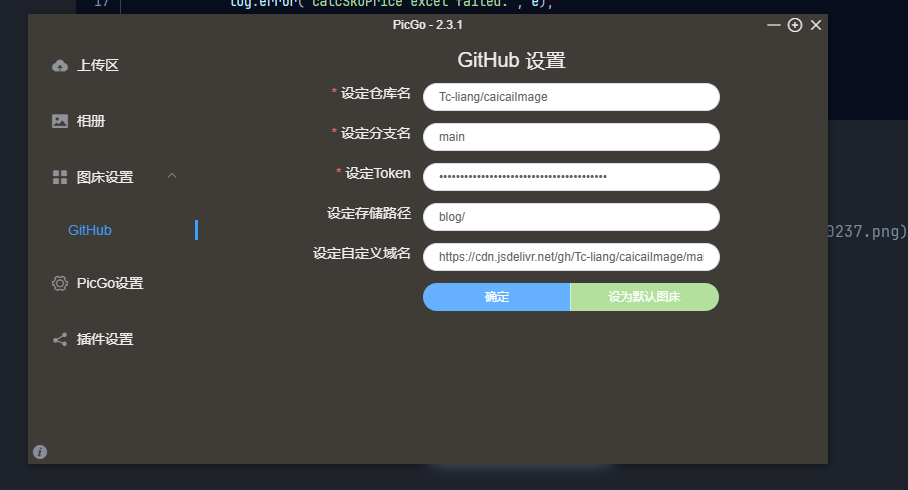 17
log.error("calcSkuPrice excel failed.", e);
PicGo - 2.3.1
上传区
相册
图床设置
GitHub
PicGo设置
插件设置
GitHub 设置
* 设定仓库名
Tc-liang/caicaiImage
* 设定分支名
main
* 设定Token
设定存储路径
blog/
设定自定义域名
https://cdn.jsdelivr.net/gh/Tc-liang/caicaiImage/mai
确定
设为默认图床
0237.png)